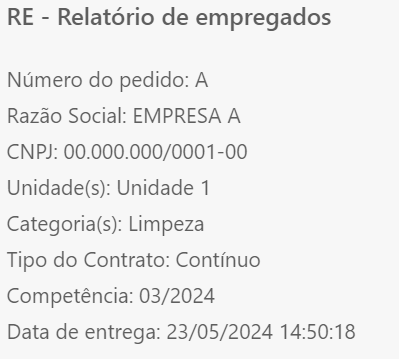 RE - Relatório de empregados
Número do pedido: A
Razão Social: EMPRESA A
CNPJ: 00.000.000/0001-00
Unidade(s): Unidade 1
Categoria(s): Limpeza
Tipo do Contrato: Contínuo
Competência: 03/2024
Data de entrega: 23/05/2024 14:50:18